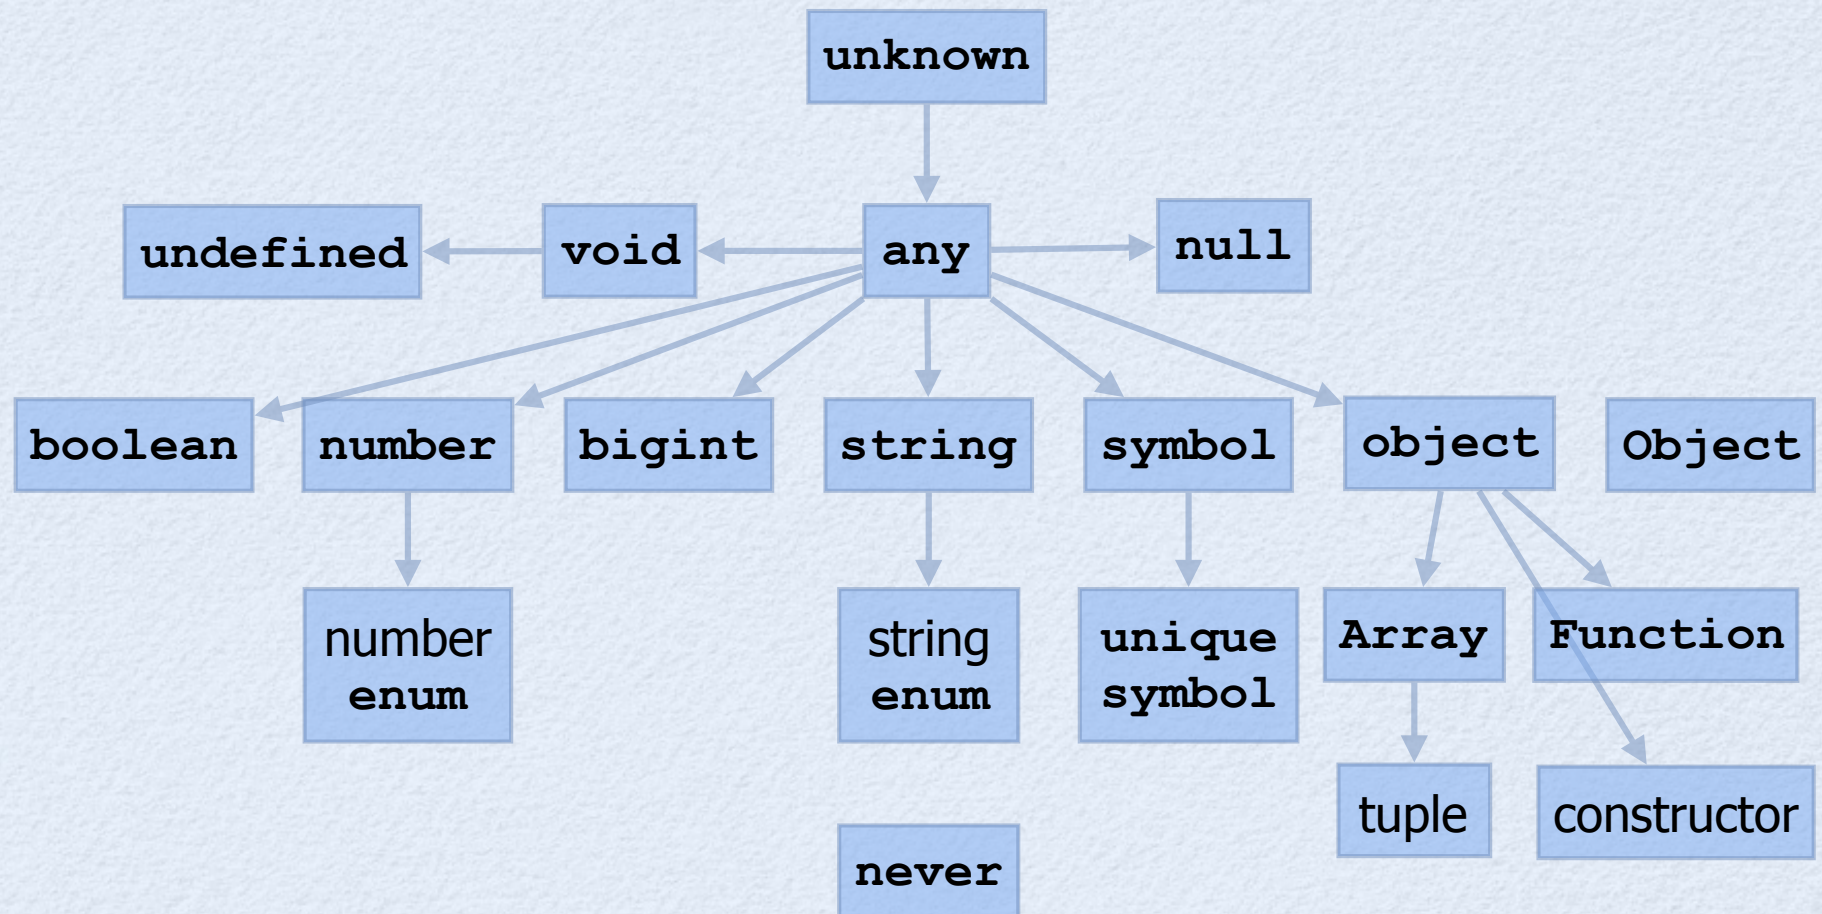 unknown
undefined
void
any
null
boolean
number
bigint
string
symbol
object
Object
number
enum
string
enum
unique
symbol
Array
Function
tuple
constructor
never